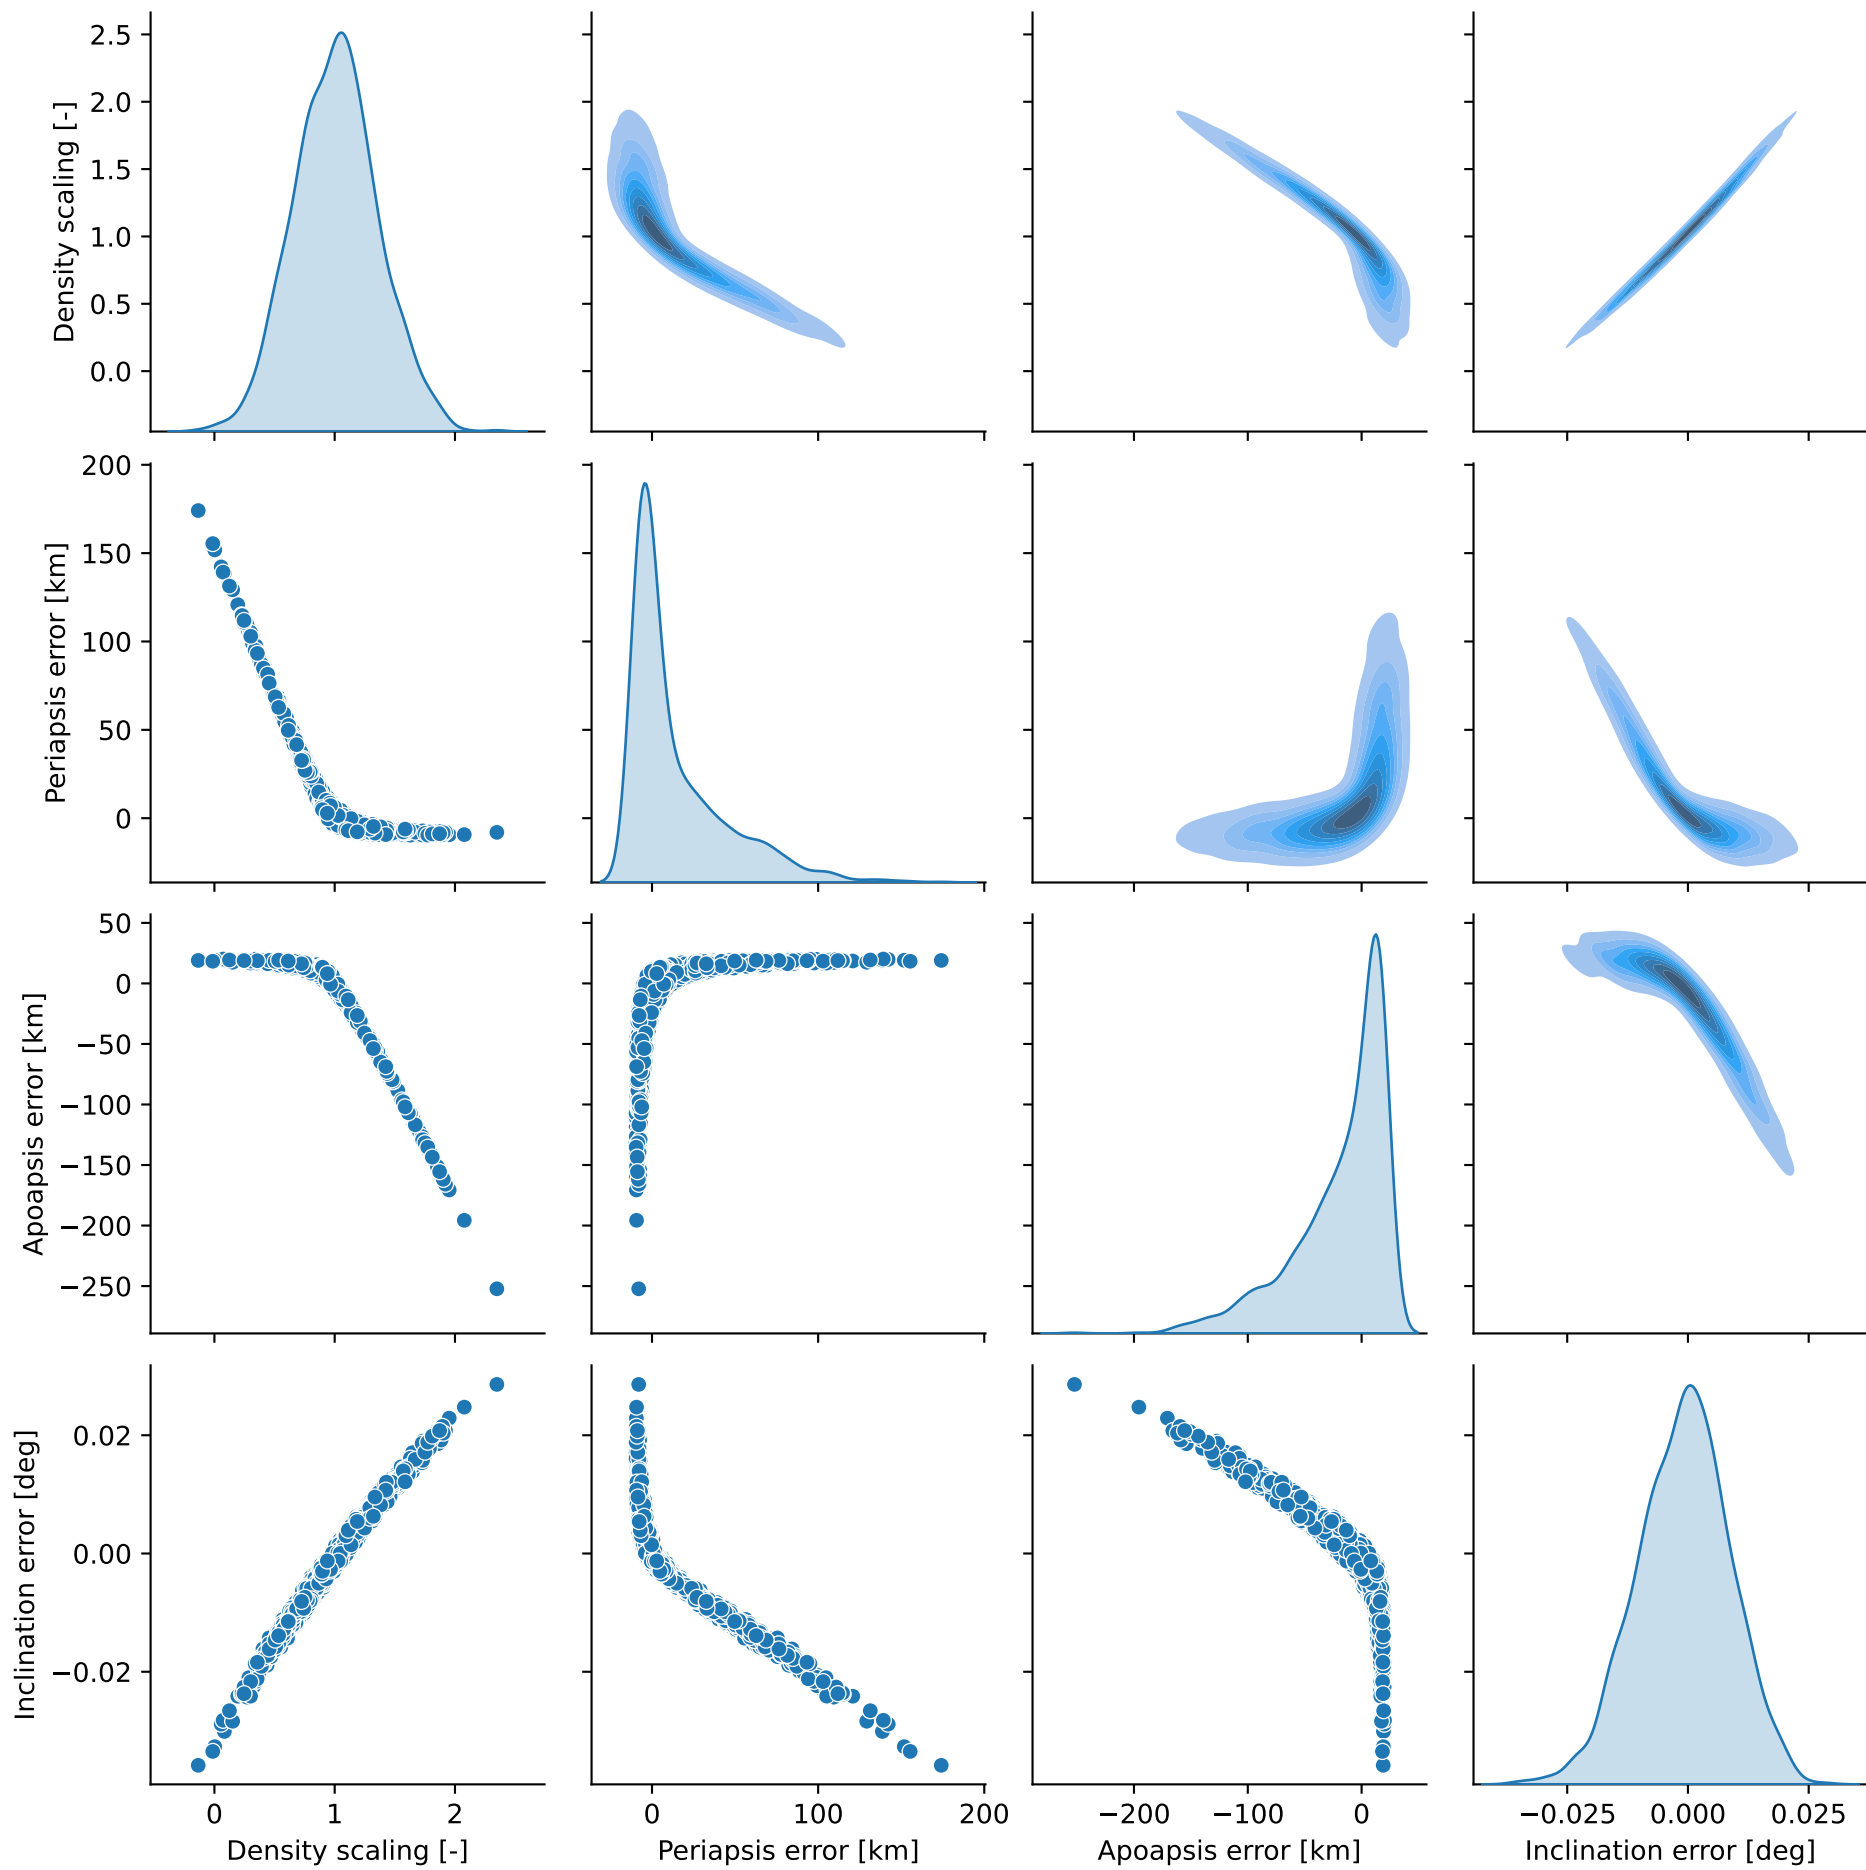 2.5
2.0
1.5
1.0
0.5
0.0
Density scaling [-]
200
150
100
50
0
Periapsis error [km]
50
0
−50
−100
−150
−200
−250
Apoapsis error [km]
0.02
0.00
−0.02
Inclination error [deg]
0 1 2
Density scaling [-]
0 100 200
Periapsis error [km]
−200 −100 0
Apoapsis error [km]
−0.025 0.000 0.025
Inclination error [deg]